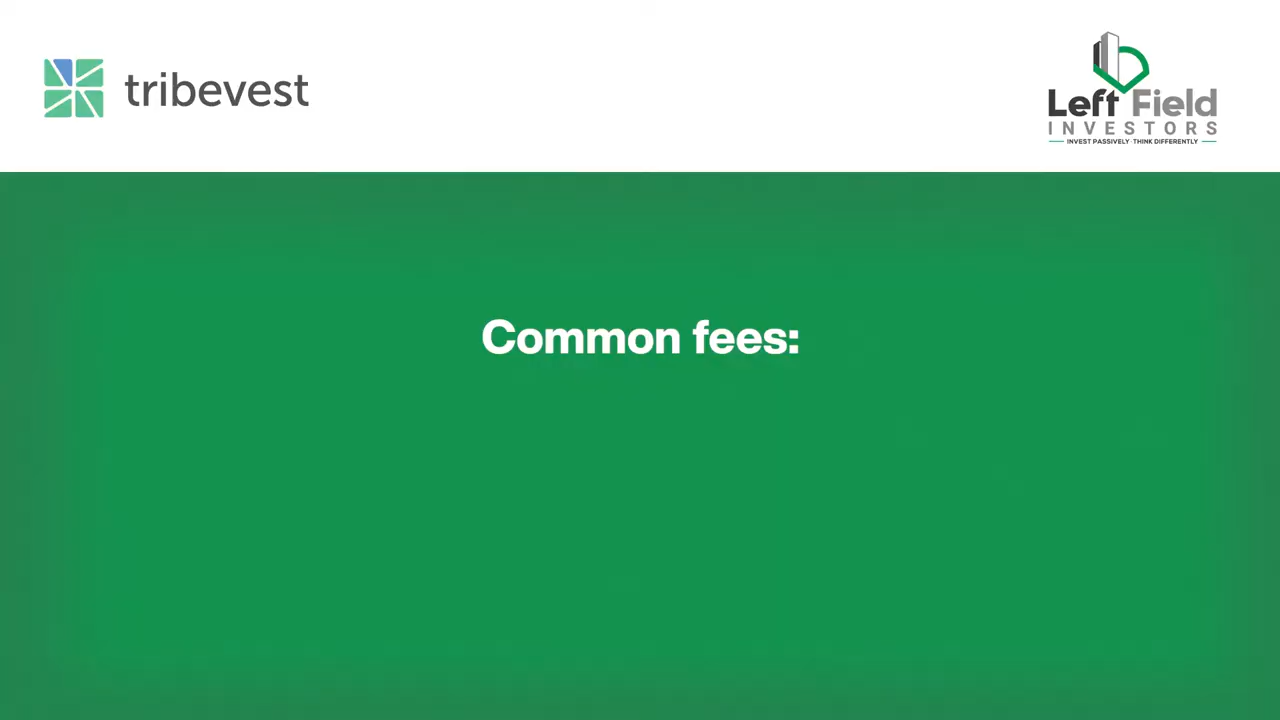 tribevest
Left Field
INVESTORS
INVEST PASSIVELY · THINK DIFFERENTLY
Common fees: